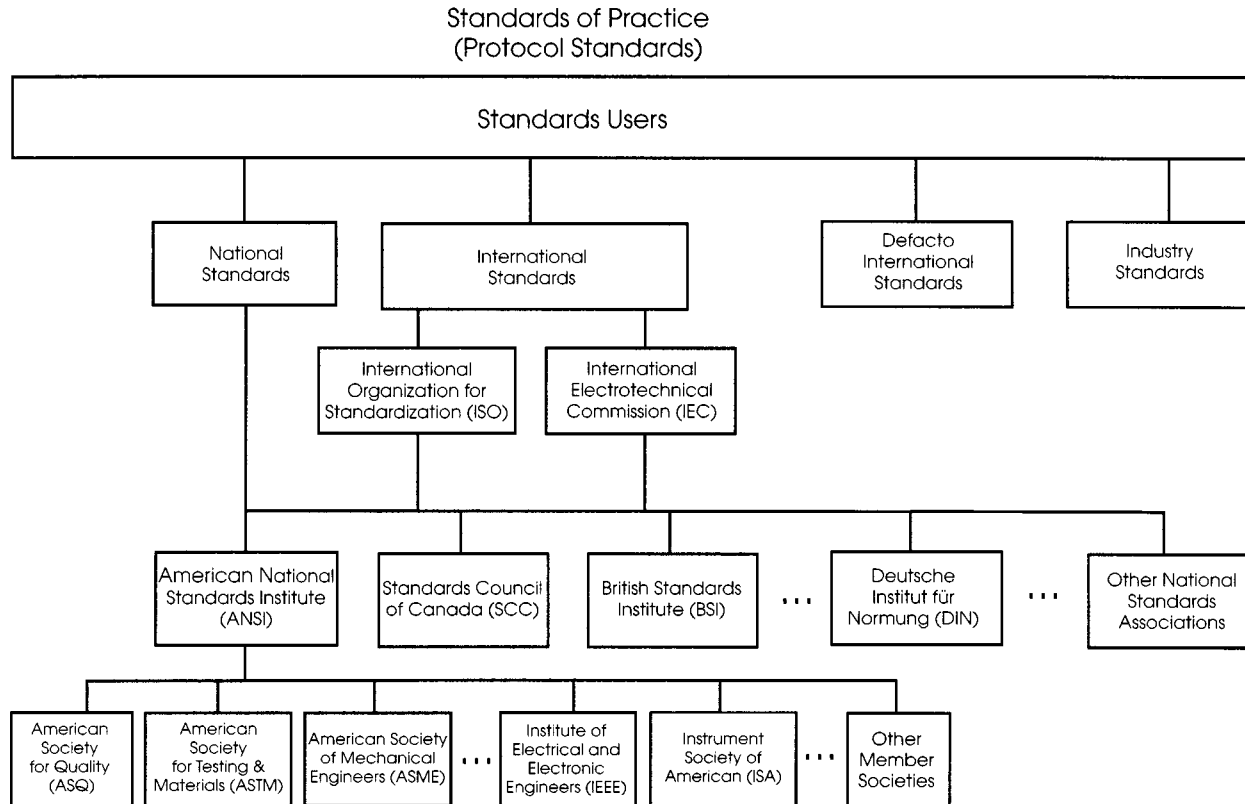 Standards of Practice
(Protocol Standards)
Standards Users
National
Standards
International
Standards
Defacto
International
Standards
Industry
Standards
International
Organization for
Standardization (ISO)
International
Electrotechnical
Commission (IEC)
American National
Standards Institute
(ANSI)
Standards Council
of Canada (SCC)
British Standards
Institute (BSI)
...
Deutsche
Institut für
Normung (DIN)
...
Other National
Standards
Associations
American
Society
for Quality
(ASQ)
American
Society
for Testing &
Materials (ASTM)
American Society
of Mechanical
Engineers (ASME)
...
Institute of
Electrical and
Electronic
Engineers (IEEE)
Instrument
Society of
American (ISA)
...
Other
Member
Societies